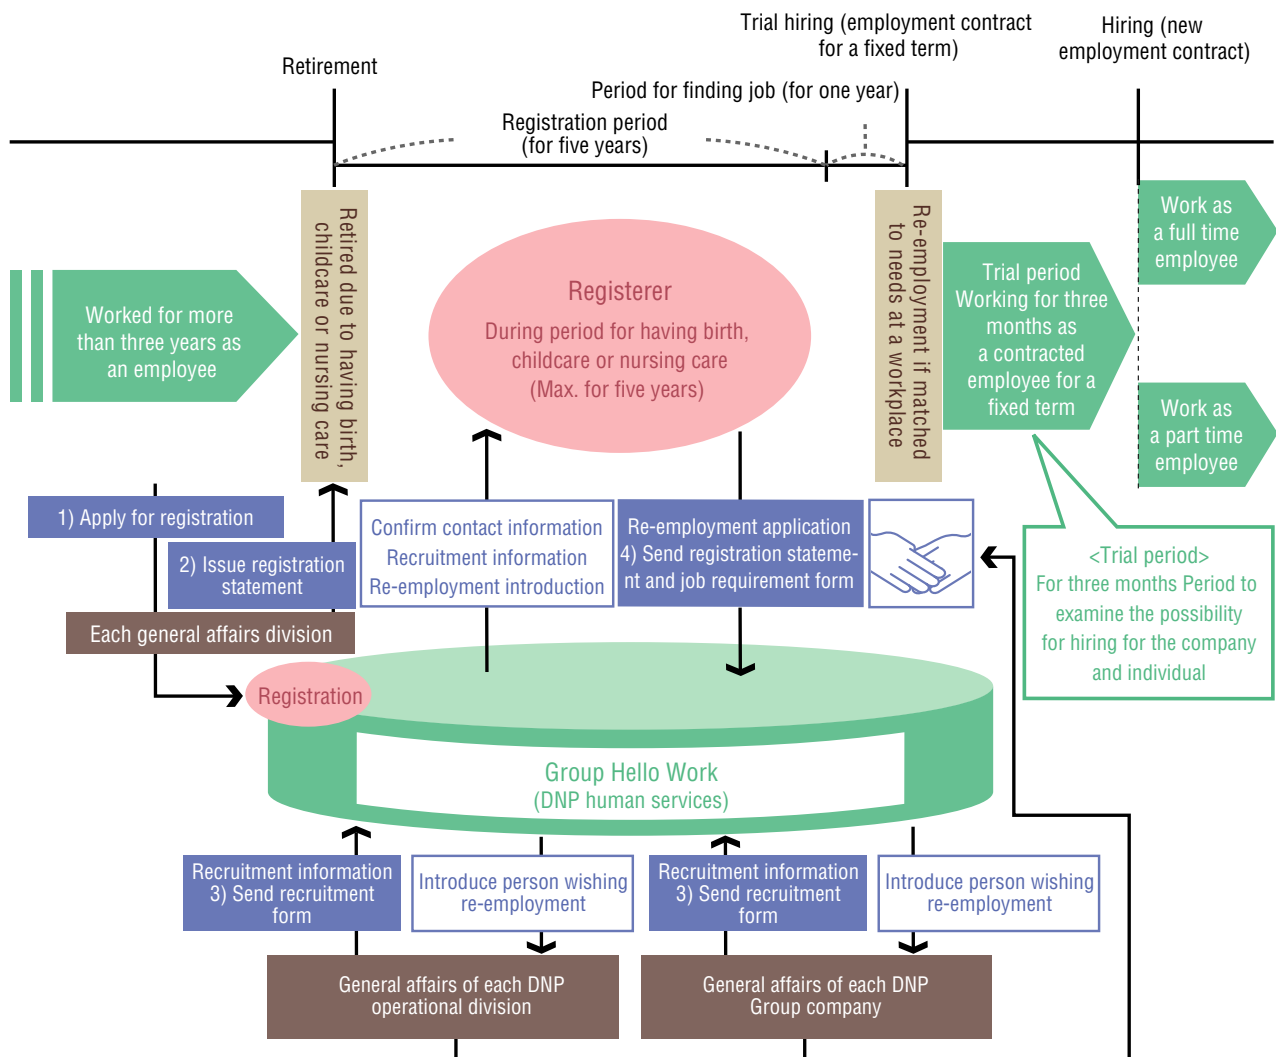 Trial hiring (employment contract
for a fixed term)
Hiring (new
employment contract)
Retirement
Period for finding job (for one year)
Registration period
(for five years)
Worked for more
than three years as
an employee
Retired due to having birth,
childcare or nursing care
Registerer
During period for having birth,
childcare or nursing care
(Max. for five years)
Re-employment if matched
to needs at a workplace
Trial period
Working for three
months as
a contracted
employee for a
fixed term
Work as
a full time
employee
Work as
a part time
employee
1) Apply for registration
2) Issue registration
statement
Each general affairs division
Confirm contact information
Recruitment information
Re-employment introduction
Re-employment application
4) Send registration stateme-
nt and job requirement form
<Trial period>
For three months Period to
examine the possibility
for hiring for the company
and individual
Registration
Group Hello Work
(DNP human services)
Recruitment information
3) Send recruitment
form
Introduce person wishing
re-employment
Recruitment information
3) Send recruitment
form
Introduce person wishing
re-employment
General affairs of each DNP
operational division
General affairs of each DNP
Group company